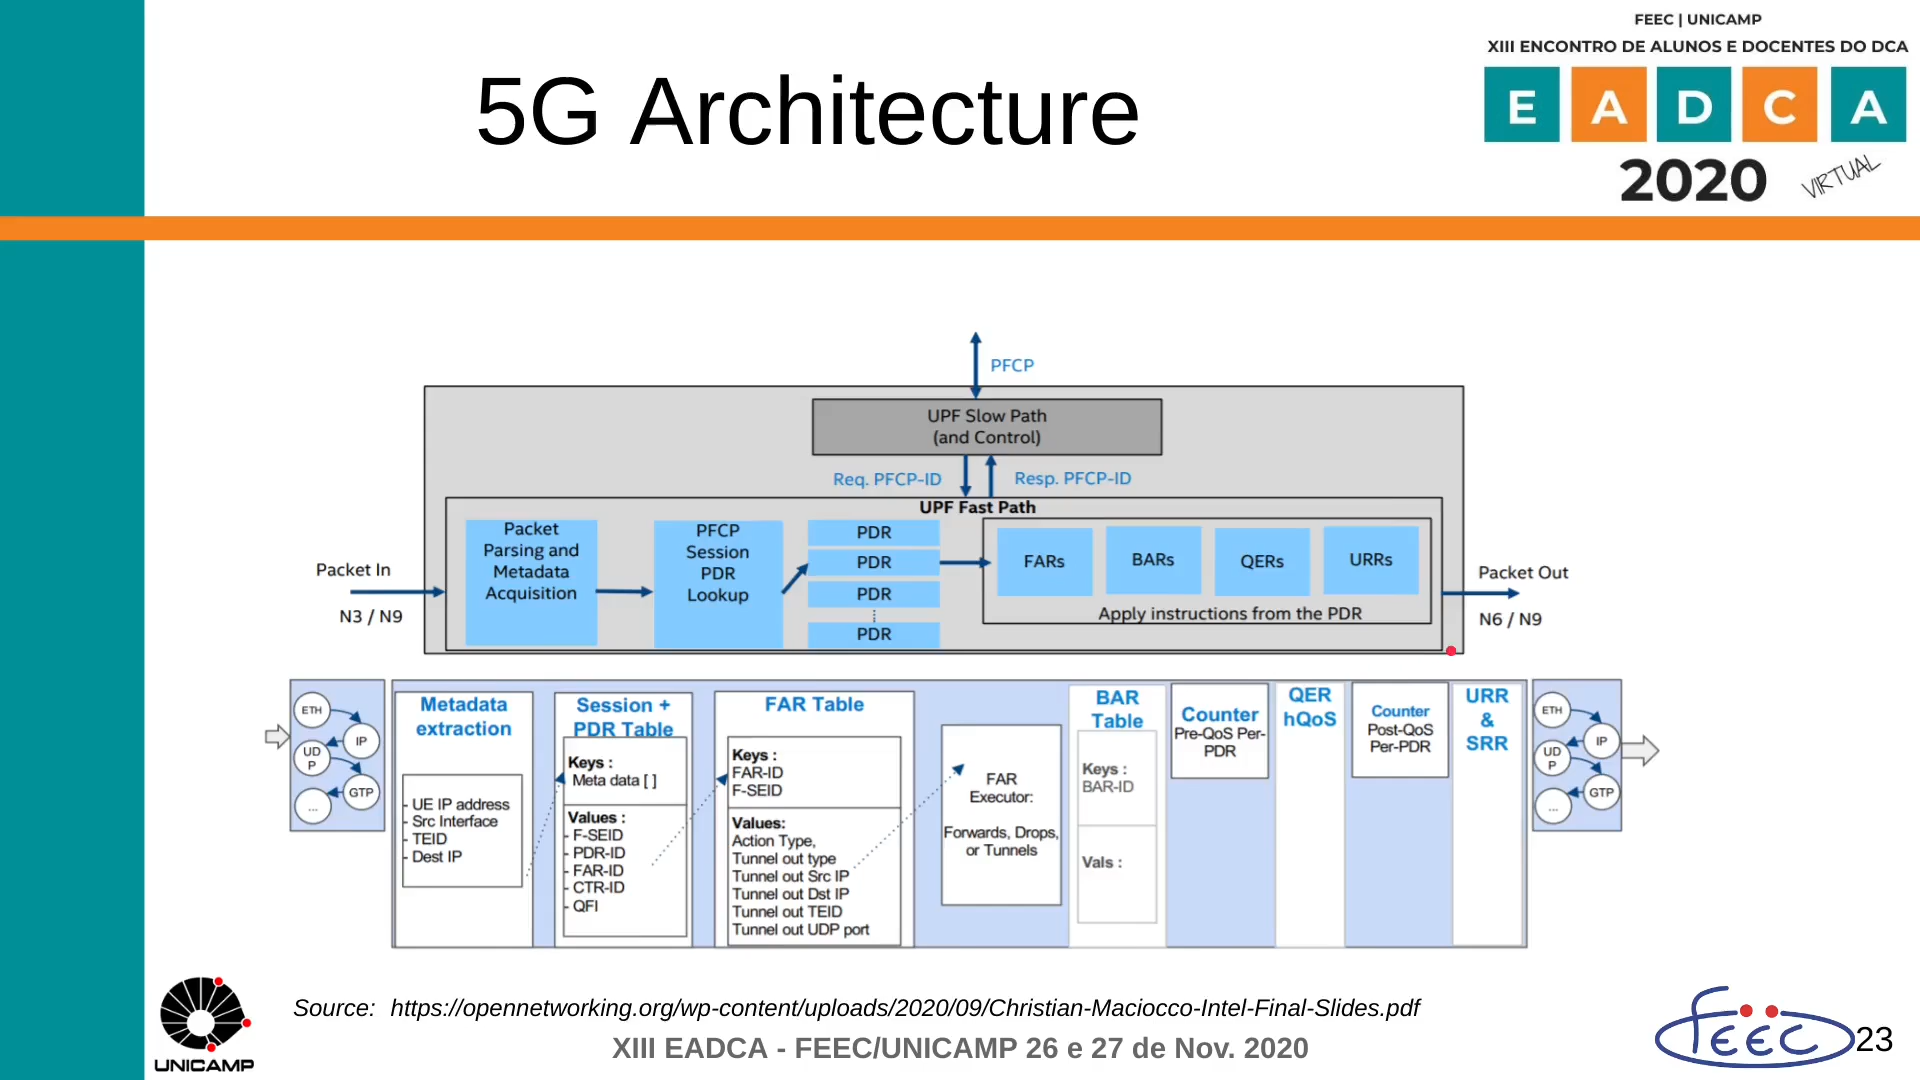 FEEC | UNICAMP
XIII ENCONTRO DE ALUNOS E DOCENTES DO DCA
E A D C A
2020 VIRTUAL
5G Architecture
PFCP
UPF Slow Path
(and Control)
Req. PFCP-ID
Resp. PFCP-ID
UPF Fast Path
Packet In
N3 / N9
Packet
Parsing and
Metadata
Acquisition
PFCP
Session
PDR
Lookup
PDR
PDR
PDR
PDR
FARs
BARs
QERs
URRs
Apply instructions from the PDR
Packet Out
N6 / N9
ETH
IP
UD
P
GTP
...
Metadata
extraction
- UE IP address
- Src Interface
- TEID
- Dest IP
Session +
PDR Table
Keys :
Meta data [ ]
Values :
- F-SEID
- PDR-ID
- FAR-ID
- CTR-ID
- QFI
FAR Table
Keys :
FAR-ID
F-SEID
Values:
Action Type,
Tunnel out type
Tunnel out Src IP
Tunnel out Dst IP
Tunnel out TEID
Tunnel out UDP port
FAR
Executor:
Forwards, Drops,
or Tunnels
BAR
Table
Keys :
BAR-ID
Vals :
Counter
Pre-QoS Per-
PDR
QER
hQoS
Counter
Post-QoS
Per-PDR
URR
&
SRR
ETH
IP
UD
P
GTP
...
Source: https://opennetworking.org/wp-content/uploads/2020/09/Christian-Maciocco-Intel-Final-Slides.pdf
UNICAMP
XIII EADCA - FEEC/UNICAMP 26 e 27 de Nov. 2020
feec
23